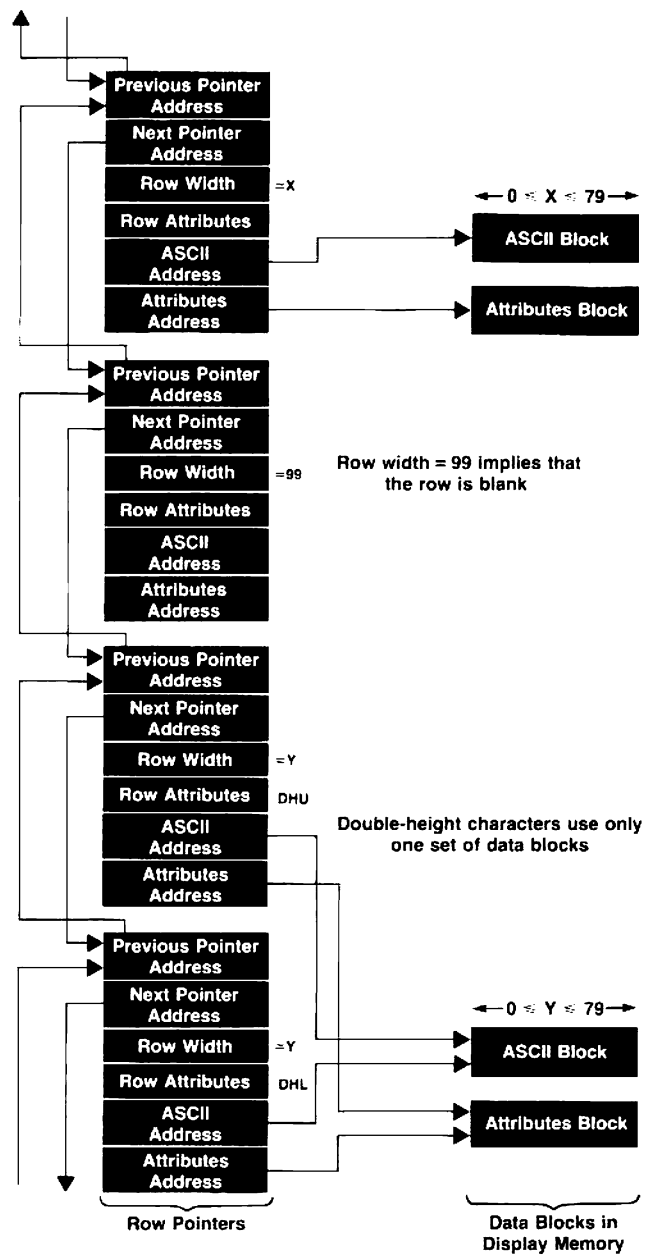 Previous Pointer
Address
Next Pointer
Address
Row Width =X
Row Attributes
ASCII
Address
Attributes
Address
0 ≤ X ≤ 79
ASCII Block
Attributes Block
Previous Pointer
Address
Next Pointer
Address
Row Width =99
Row Attributes
ASCII
Address
Attributes
Address
Row width = 99 implies that
the row is blank
Previous Pointer
Address
Next Pointer
Address
Row Width =Y
Row Attributes DHU
ASCII
Address
Attributes
Address
Double-height characters use only
one set of data blocks
Previous Pointer
Address
Next Pointer
Address
Row Width =Y
Row Attributes DHL
ASCII
Address
Attributes
Address
0 ≤ Y ≤ 79
ASCII Block
Attributes Block
Row Pointers
Data Blocks in
Display Memory